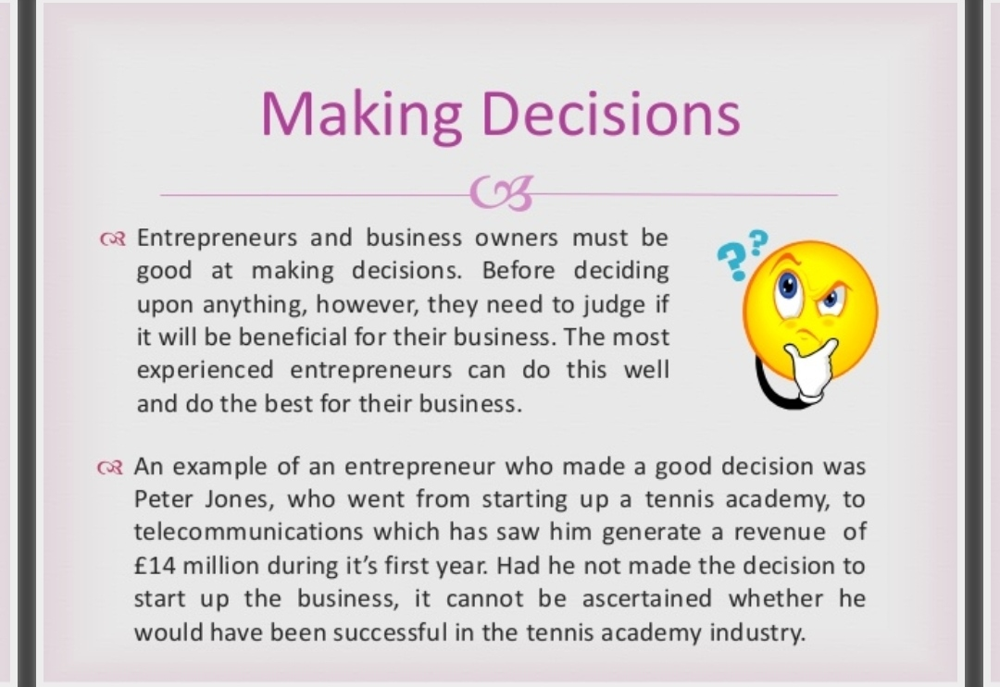 Making Decisions
Entrepreneurs and business owners must be
good at making decisions. Before deciding
upon anything, however, they need to judge if
it will be beneficial for their business. The most
experienced entrepreneurs can do this well
and do the best for their business.
??
An example of an entrepreneur who made a good decision was
Peter Jones, who went from starting up a tennis academy, to
telecommunications which has saw him generate a revenue of
£14 million during it’s first year. Had he not made the decision to
start up the business, it cannot be ascertained whether he
would have been successful in the tennis academy industry.